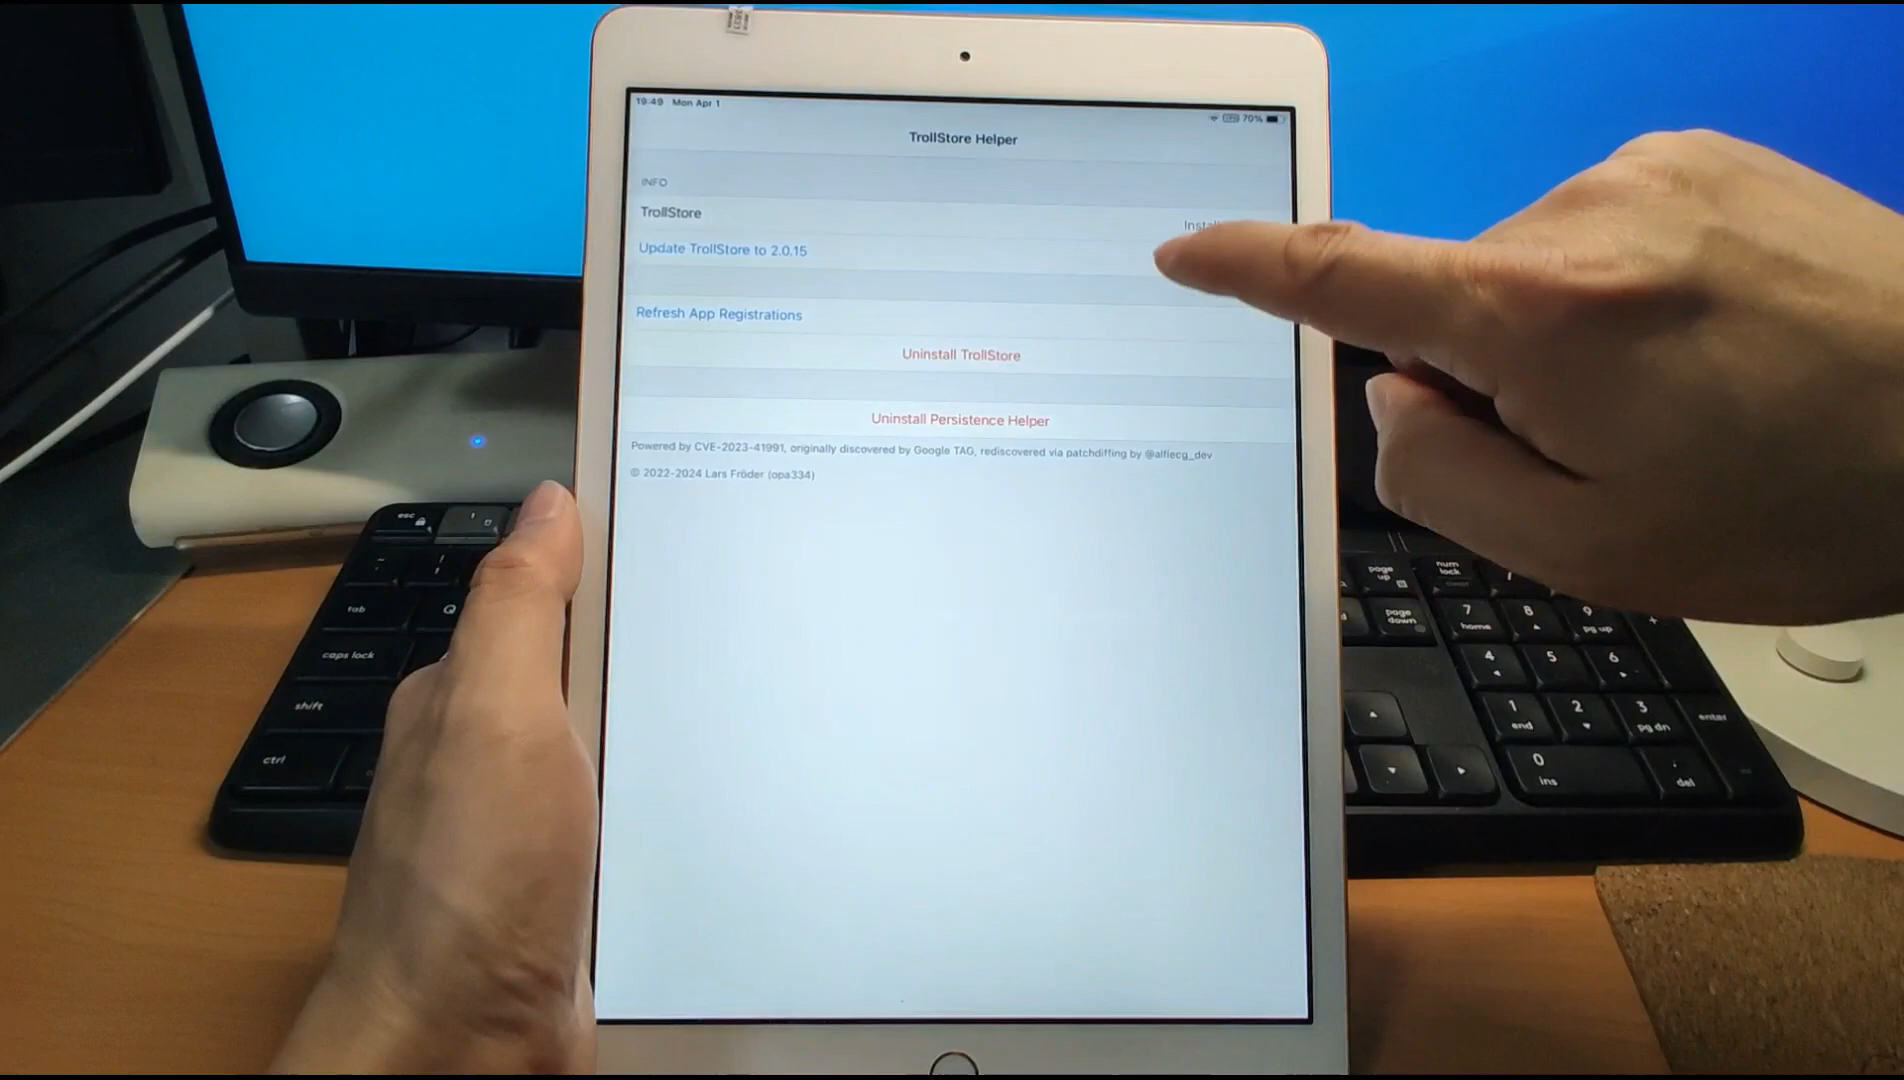 19:49 Mon Apr 1
VPN 70%
TrollStore Helper
INFO
TrollStore
Update TrollStore to 2.0.15
Refresh App Registrations
Uninstall TrollStore
Uninstall Persistence Helper
Powered by CVE-2023-41991, originally discovered by Google TAG, rediscovered via patchdiffing by @alfiecg_dev
© 2022-2024 Lars Fröder (opa334)
esc
tab Q
caps lock
shift
ctrl
page up
num lock
page down
7 home
8
9 pg up
4
5
6
1 end
2
3 pg dn
enter
0 ins
. del